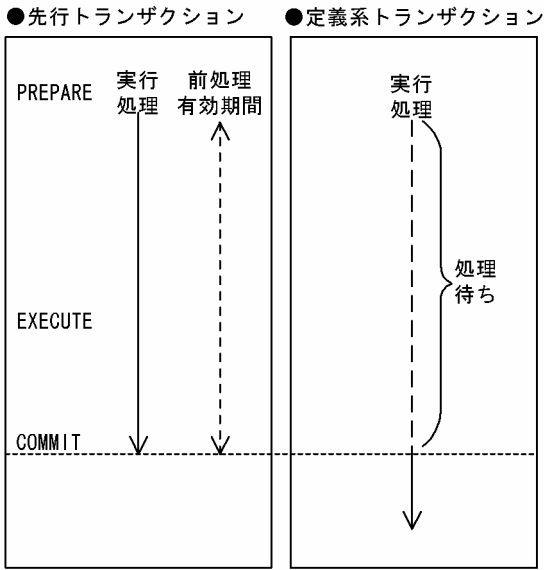 ●先行トランザクション
●定義系トランザクション
PREPARE
実行
処理
前処理
有効期間
実行
処理
処理
待ち
EXECUTE
COMMIT